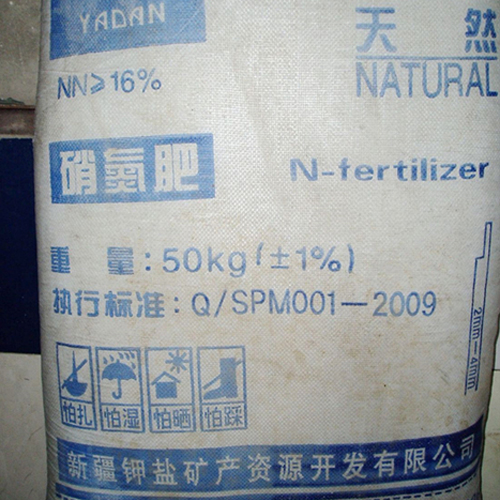 YADAN
天然
NN≥16%
NATURAL
硝氮肥
N-fertilizer
重量:50kg(±1%)
执行标准:Q/SPM001—2009
2mm—4mm
怕扎 怕湿 怕晒 怕踩
新疆钾盐矿产资源开发有限公司